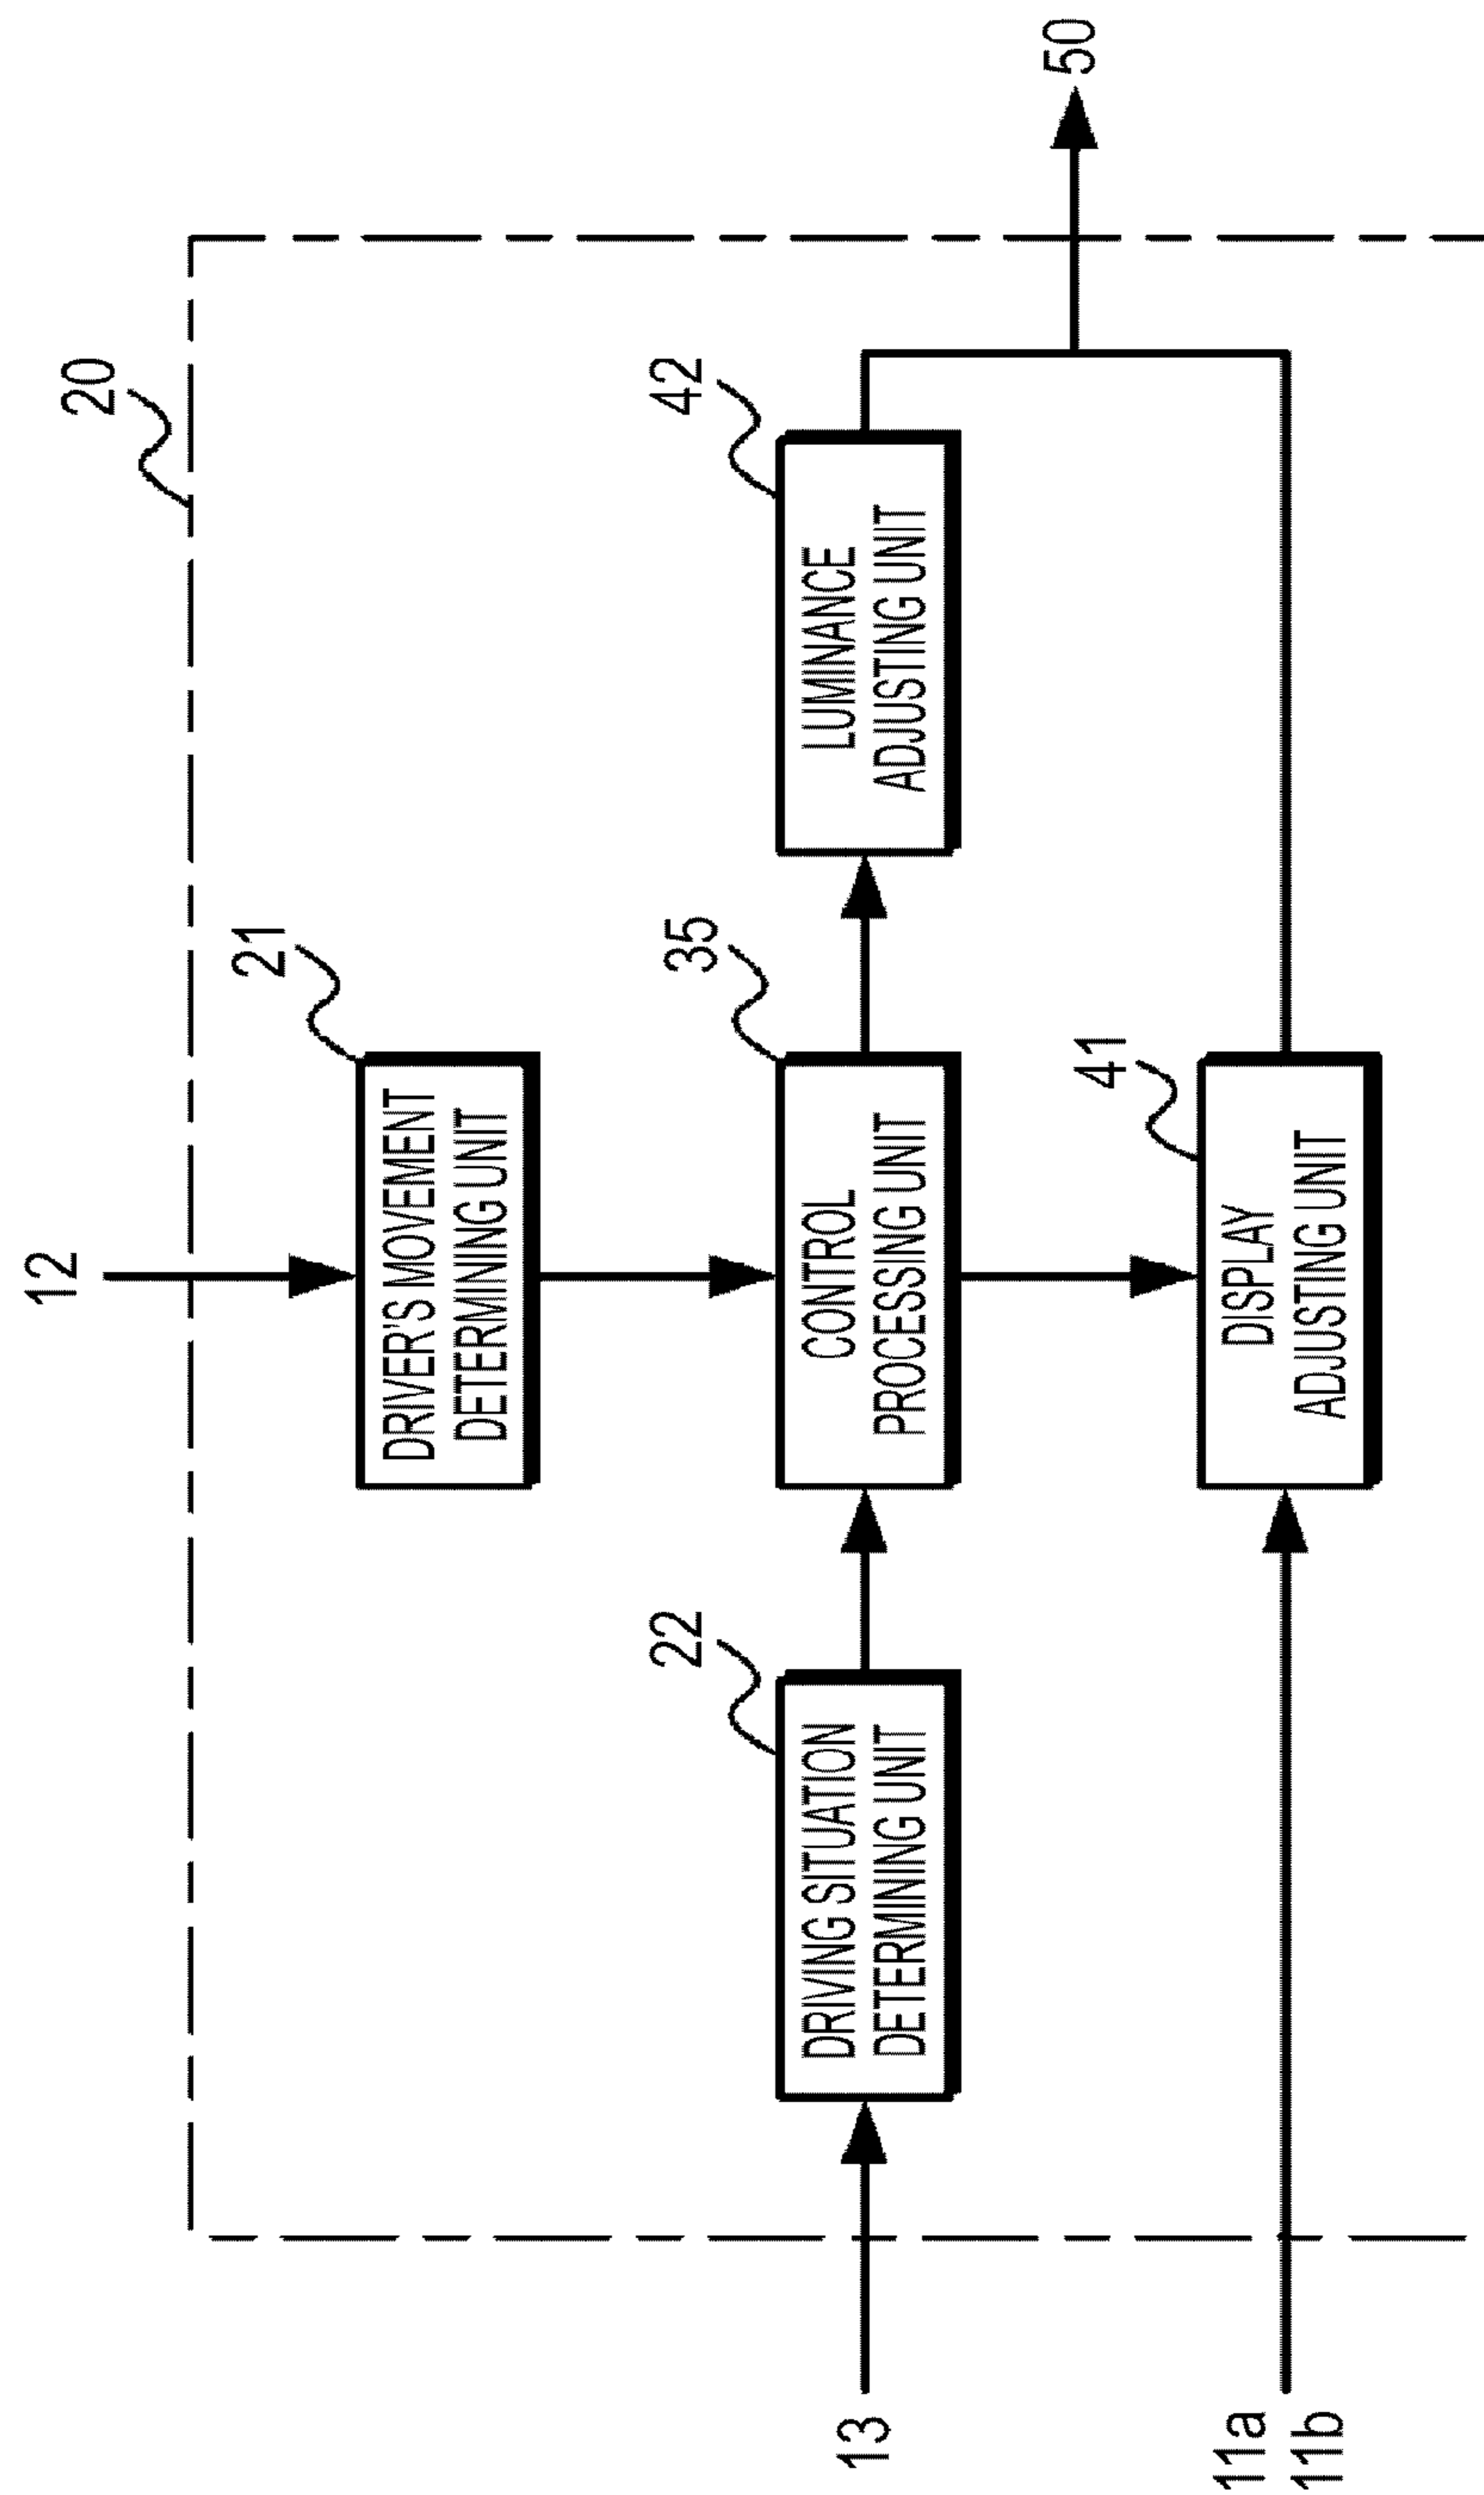 12
20
21
DRIVER'S MOVEMENT
DETERMINING UNIT
22
DRIVING SITUATION
DETERMINING UNIT
35
CONTROL
PROCESSING UNIT
42
LUMINANCE
ADJUSTING UNIT
13
50
41
DISPLAY
ADJUSTING UNIT
11a
11b